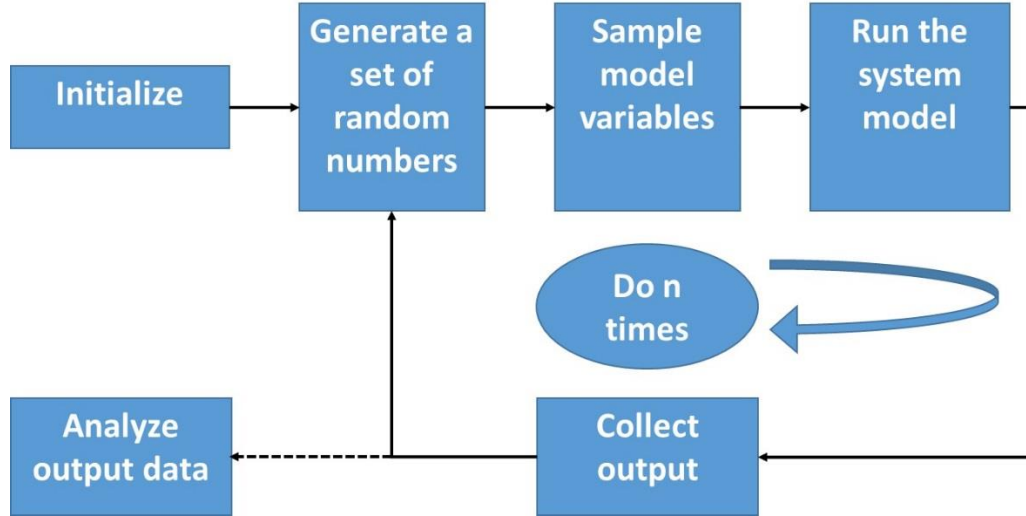 Initialize
Generate a
set of
random
numbers
Sample
model
variables
Run the
system
model
Do n
times
Analyze
output data
Collect
output